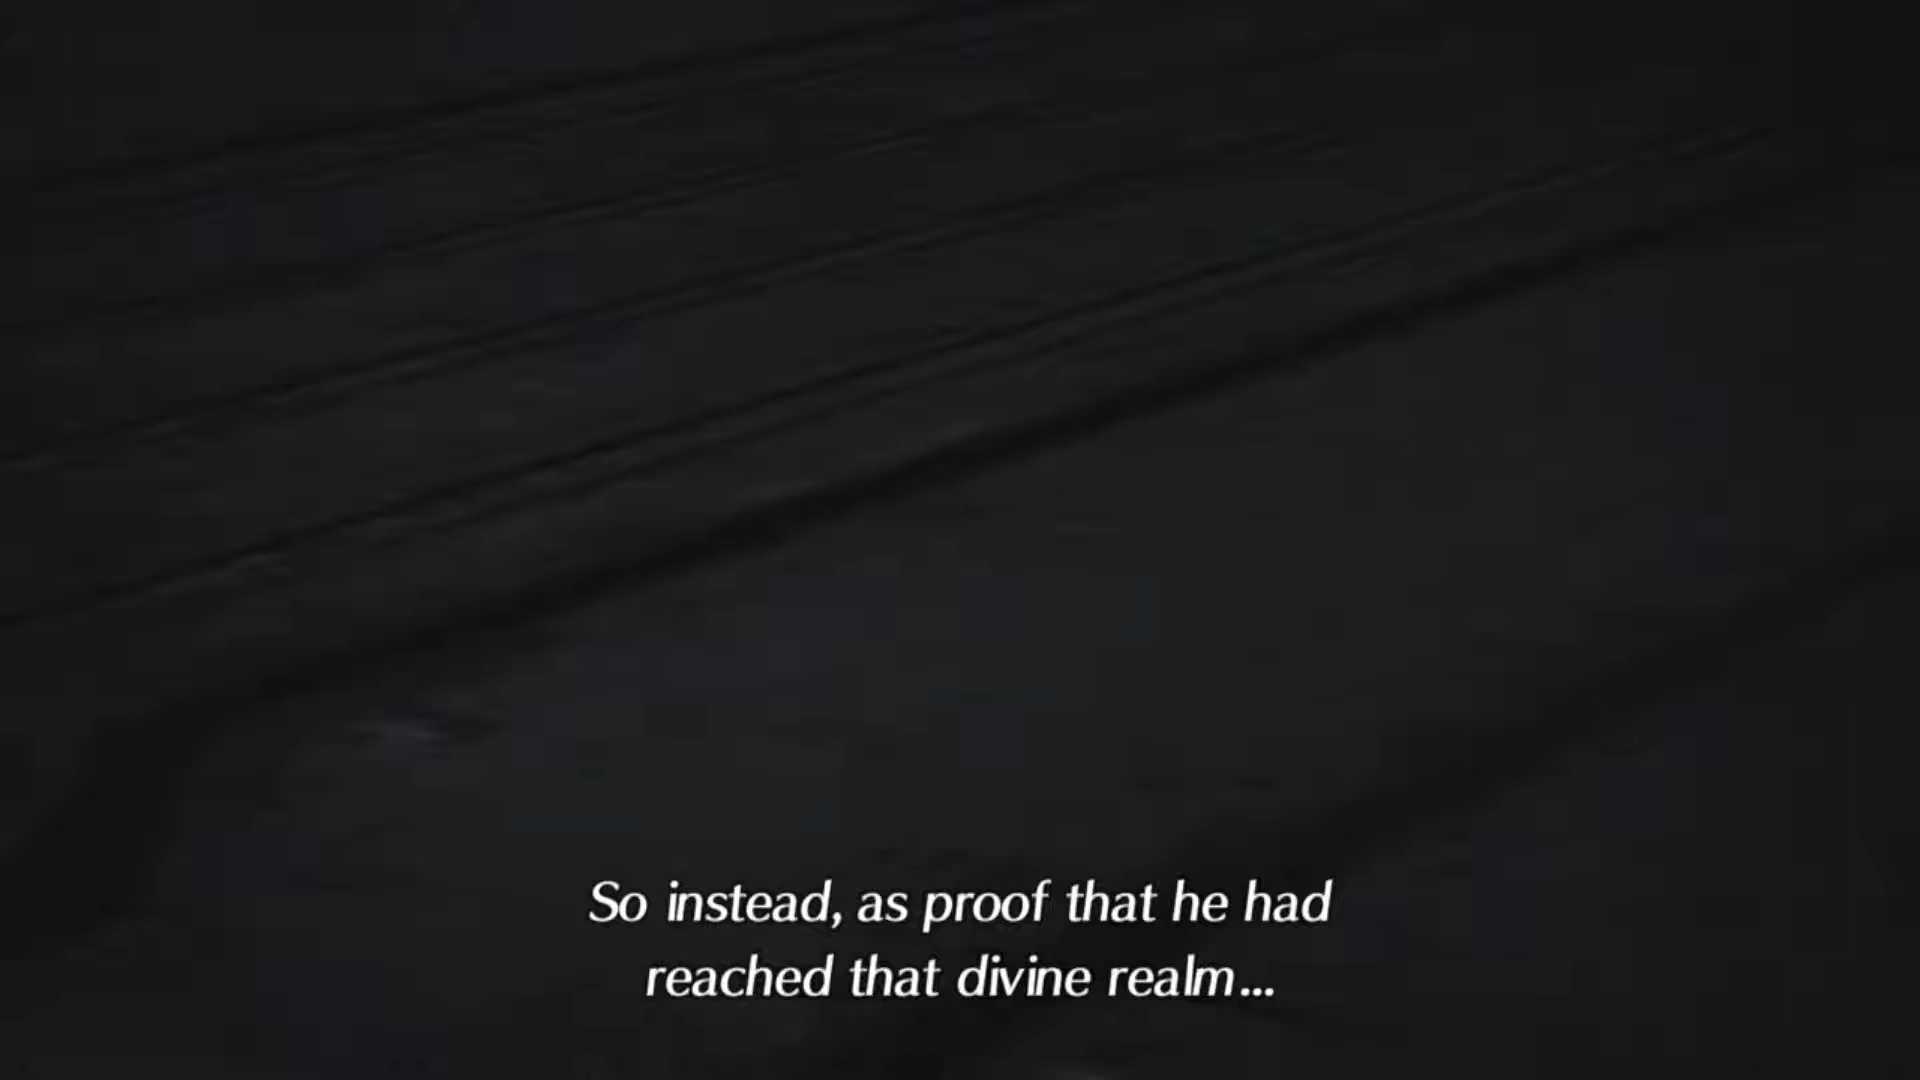 So instead, as proof that he had
reached that divine realm...